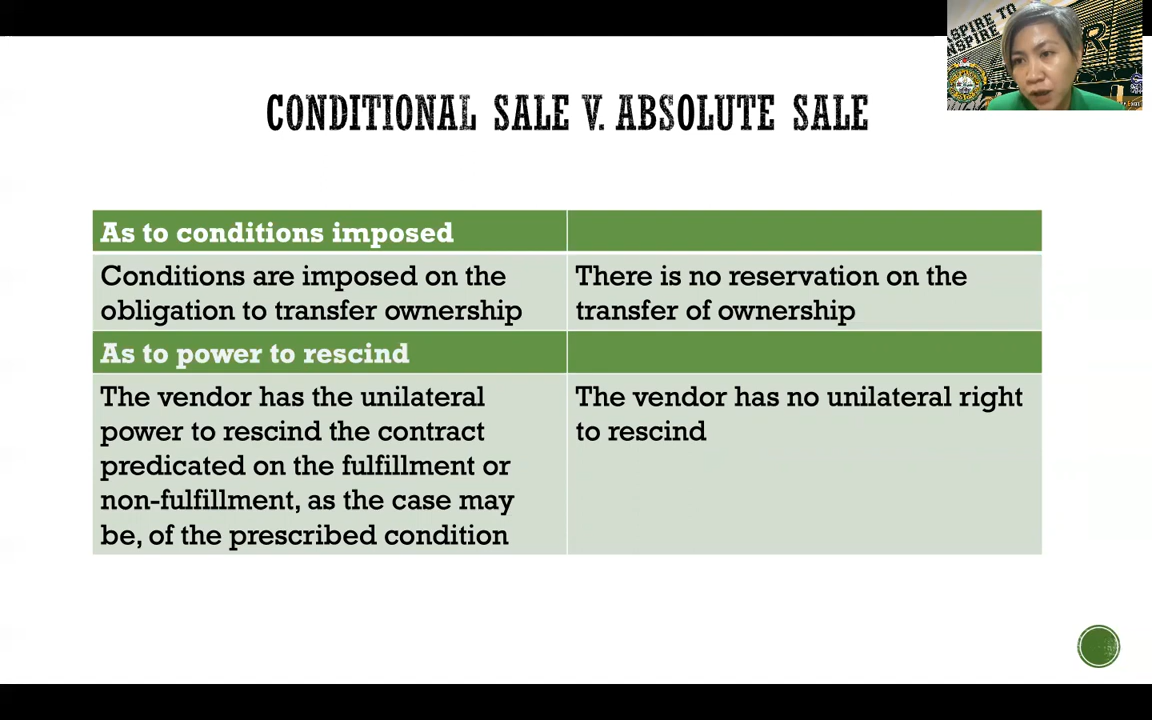 SPIRE TO
NSPIRE
CONDITIONAL SALE V. ABSOLUTE SALE
As to conditions imposed
Conditions are imposed on the
obligation to transfer ownership
There is no reservation on the
transfer of ownership
As to power to rescind
The vendor has the unilateral
power to rescind the contract
predicated on the fulfillment or
non-fulfillment, as the case may
be, of the prescribed condition
The vendor has no unilateral right
to rescind